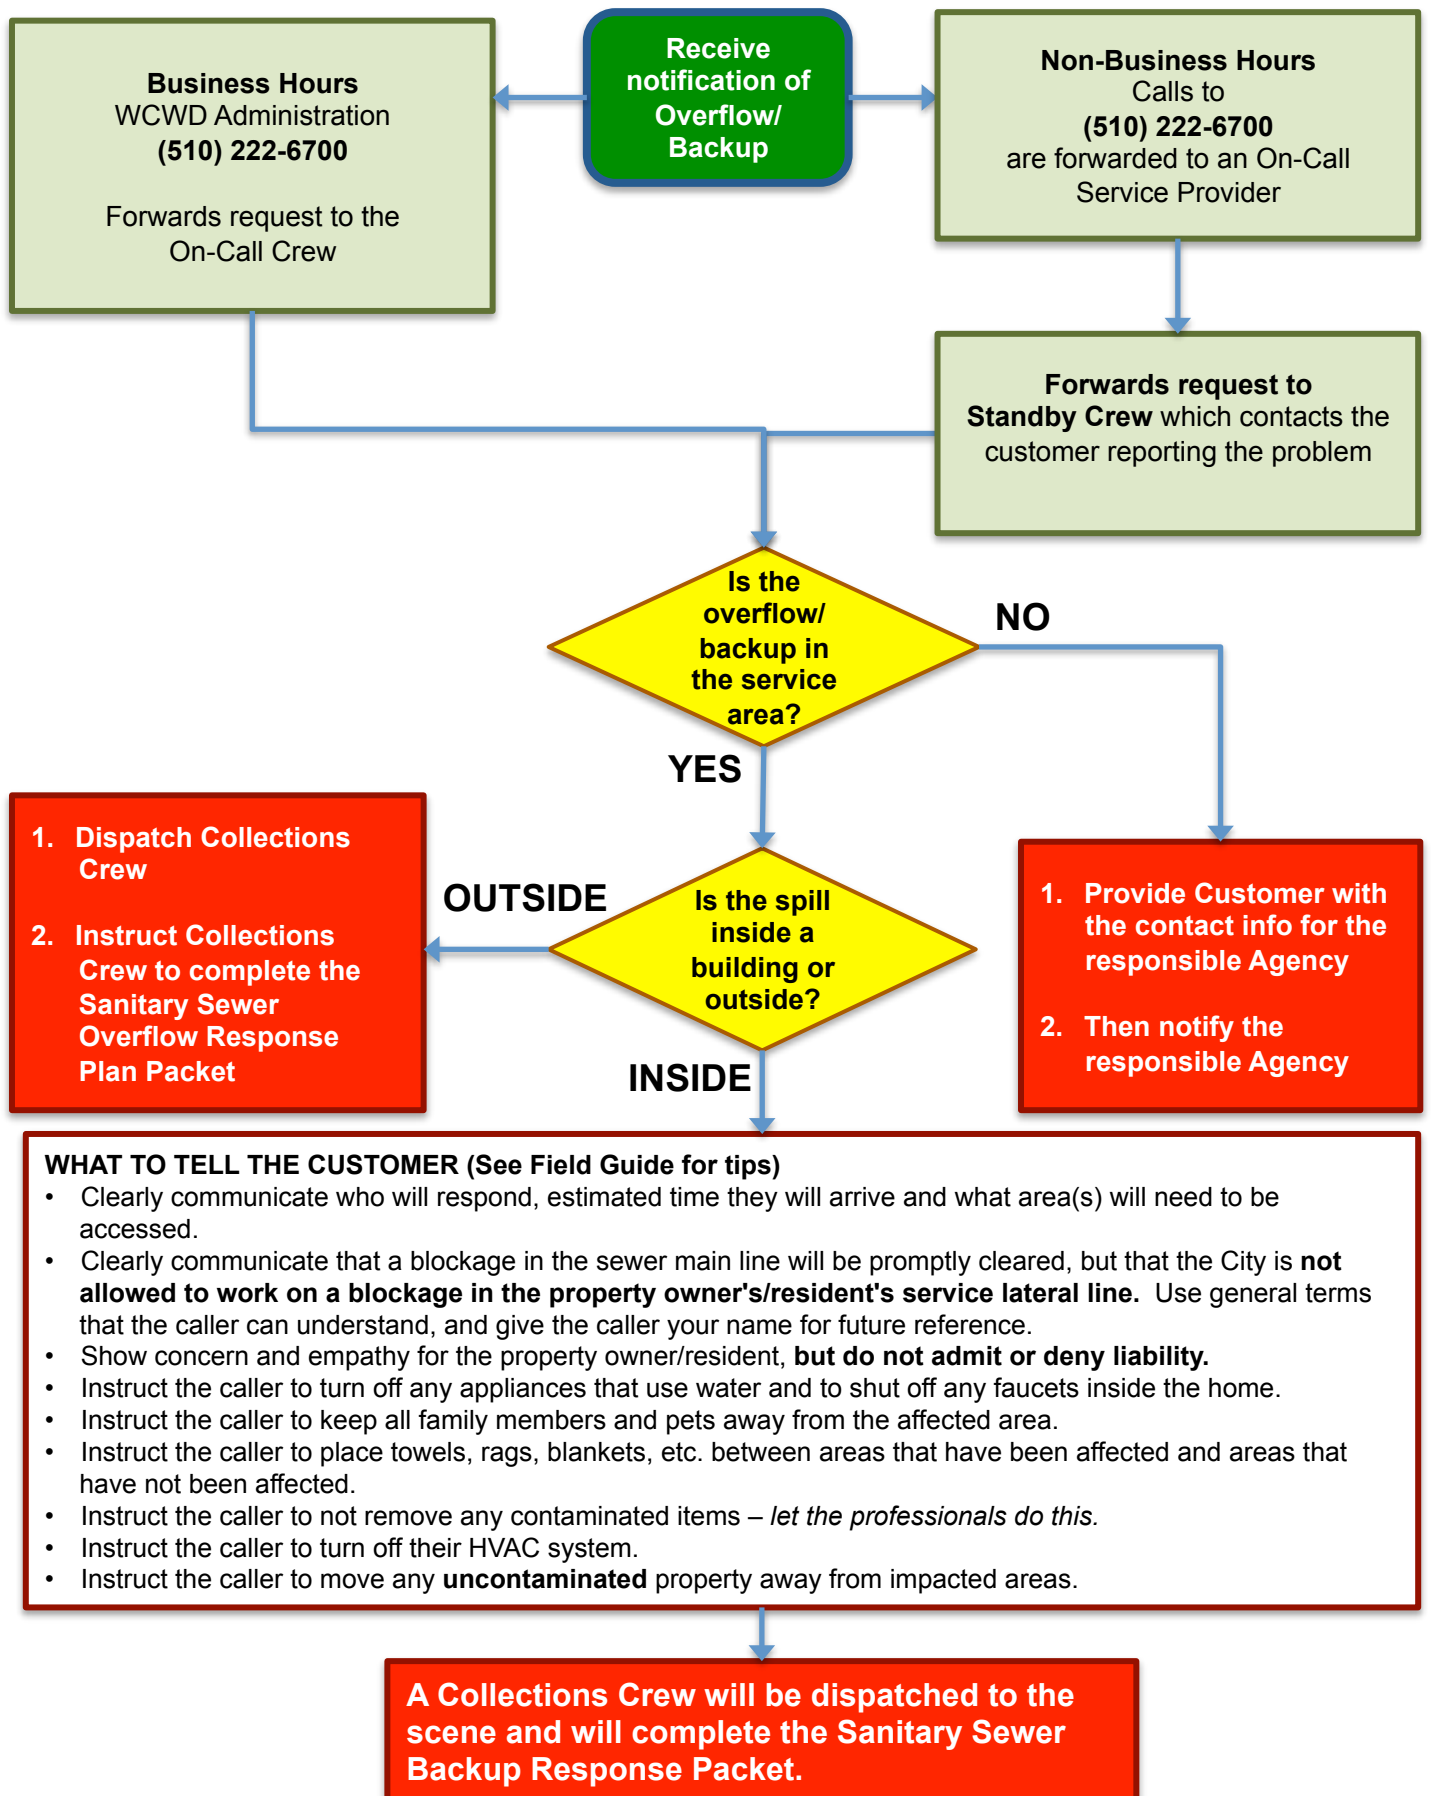 Receive
notification of
Overflow/
Backup
Business Hours
WCWD Administration
(510) 222-6700
Forwards request to the
On-Call Crew
Non-Business Hours
Calls to
(510) 222-6700
are forwarded to an On-Call
Service Provider
Forwards request to
Standby Crew which contacts the
customer reporting the problem
Is the
overflow/
backup in
the service
area?
NO
YES
1. Provide Customer with
the contact info for the
responsible Agency
2. Then notify the
responsible Agency
Is the spill
inside a
building or
outside?
OUTSIDE
1. Dispatch Collections
Crew
2. Instruct Collections
Crew to complete the
Sanitary Sewer
Overflow Response
Plan Packet
INSIDE
WHAT TO TELL THE CUSTOMER (See Field Guide for tips)
• Clearly communicate who will respond, estimated time they will arrive and what area(s) will need to be
accessed.
• Clearly communicate that a blockage in the sewer main line will be promptly cleared, but that the City is not
allowed to work on a blockage in the property owner's/resident's service lateral line. Use general terms
that the caller can understand, and give the caller your name for future reference.
• Show concern and empathy for the property owner/resident, but do not admit or deny liability.
• Instruct the caller to turn off any appliances that use water and to shut off any faucets inside the home.
• Instruct the caller to keep all family members and pets away from the affected area.
• Instruct the caller to place towels, rags, blankets, etc. between areas that have been affected and areas that
have not been affected.
• Instruct the caller to not remove any contaminated items – let the professionals do this.
• Instruct the caller to turn off their HVAC system.
• Instruct the caller to move any uncontaminated property away from impacted areas.
A Collections Crew will be dispatched to the
scene and will complete the Sanitary Sewer
Backup Response Packet.